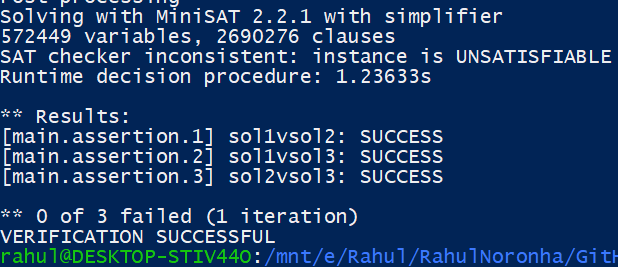 Post-processing
Solving with MiniSAT 2.2.1 with simplifier
572449 variables, 2690276 clauses
SAT checker inconsistent: instance is UNSATISFIABLE
Runtime decision procedure: 1.23633s
** Results:
[main.assertion.1] sol1vsol2: SUCCESS
[main.assertion.2] sol1vsol3: SUCCESS
[main.assertion.3] sol2vsol3: SUCCESS
** 0 of 3 failed (1 iteration)
VERIFICATION SUCCESSFUL
rahul@DESKTOP-STIV44O:/mnt/e/Rahul/RahulNoronha/GitH